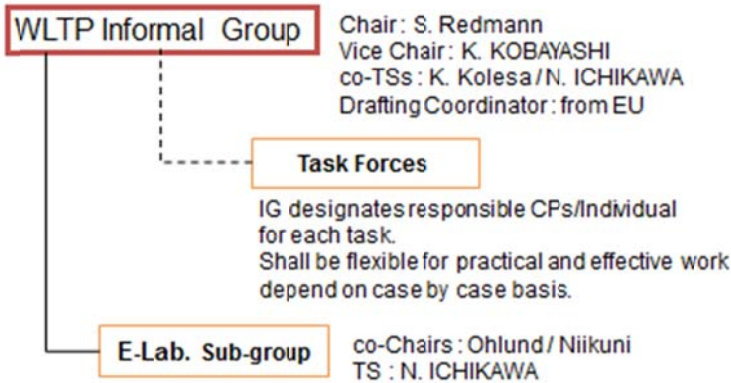 WLTP Informal Group
Chair: S. Redmann
Vice Chair: K. KOBAYASHI
co-TSs: K. Kolesa / N. ICHIKAWA
Drafting Coordinator: from EU
Task Forces
IG designates responsible CPs/Individual
for each task.
Shall be flexible for practical and effective work
depend on case by case basis.
E-Lab. Sub-group
co-Chairs: Ohlund / Niikuni
TS : N. ICHIKAWA